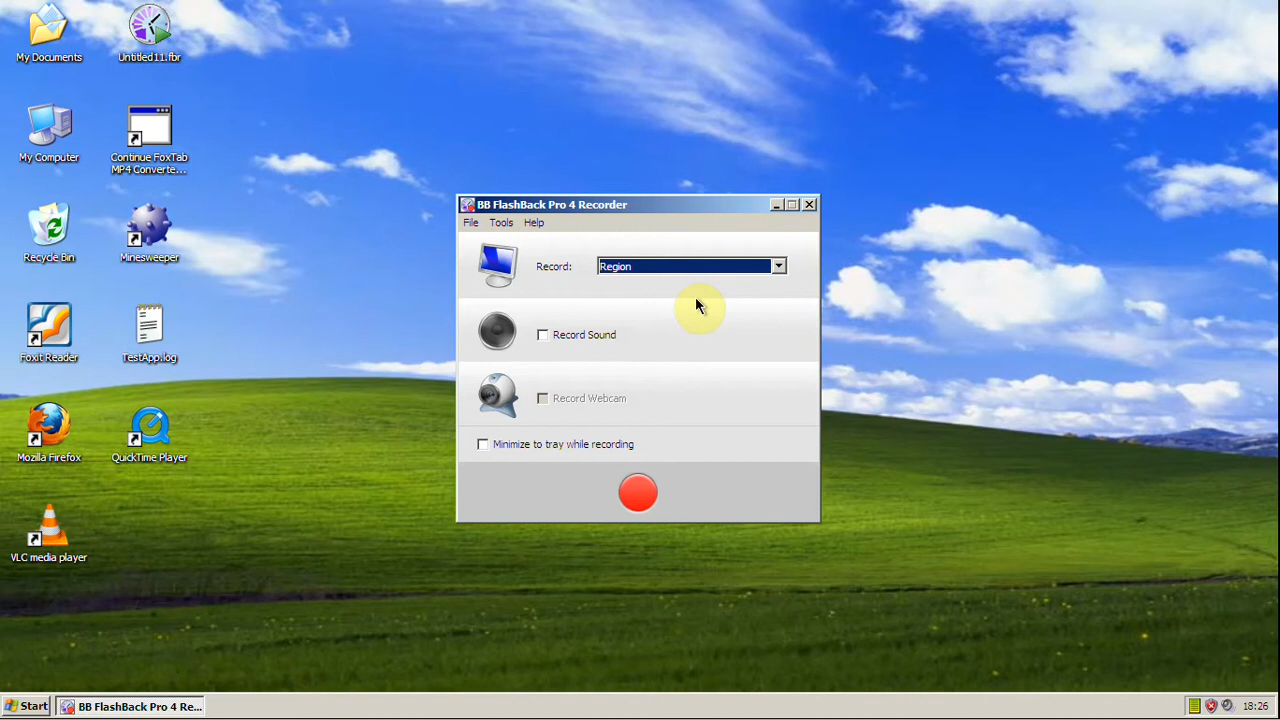 My Documents
Untitled11.fbr
My Computer
Continue FoxTab
MP4 Converte...
Recycle Bin
Minesweeper
Foxit Reader
TestApp.log
Mozilla Firefox
QuickTime Player
VLC media player
BB FlashBack Pro 4 Recorder
File Tools Help
Record: Region
Record Sound
Record Webcam
Minimize to tray while recording
Start
BB FlashBack Pro 4 Re...
18:26